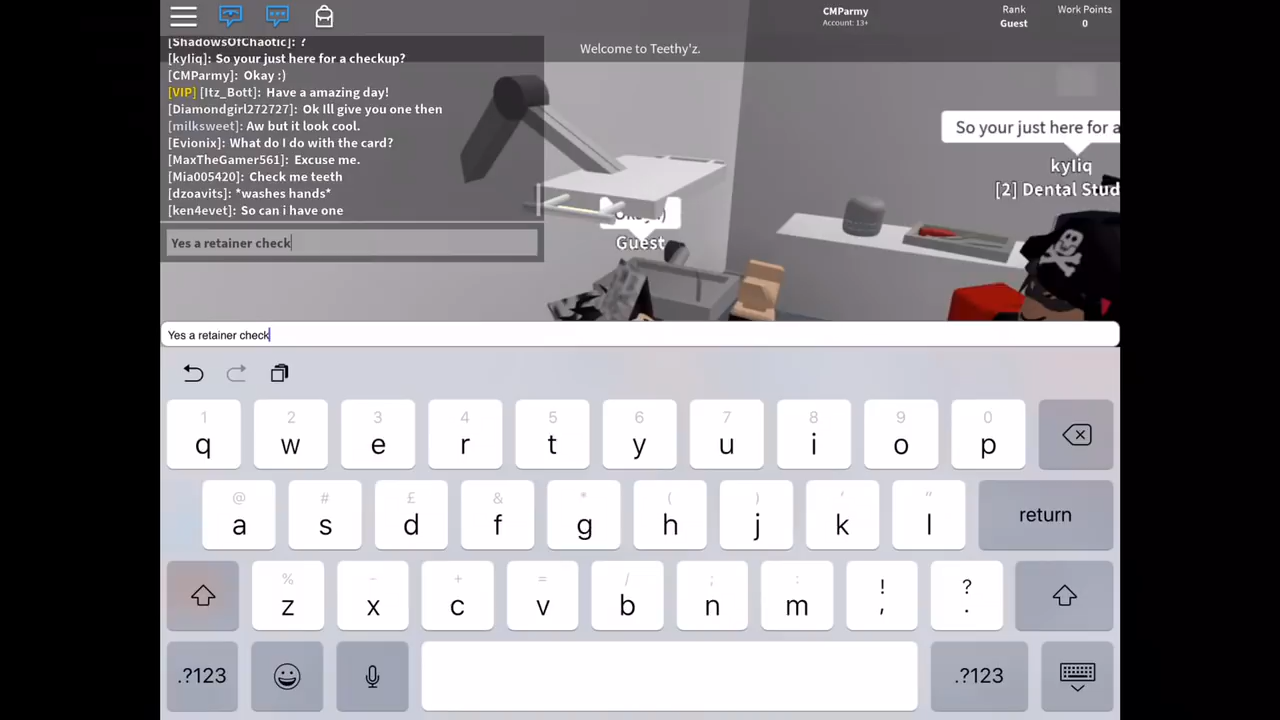 CMParmy
Account: 13+
Rank
Guest
Work Points
0
Welcome to Teethy'z.
[ShadowsOfChaotic]: ?
[kyliq]: So your just here for a checkup?
[CMParmy]: Okay :)
[VIP] [Itz_Bott]: Have a amazing day!
[Diamondgirl272727]: Ok Ill give you one then
[milksweet]: Aw but it look cool.
[Evionix]: What do I do with the card?
[MaxTheGamer561]: Excuse me.
[Mia005420]: Check me teeth
[dzoavits]: *washes hands*
[ken4evet]: So can i have one
Yes a retainer check
So your just here for a
kyliq
[2] Dental Stud
Okay :)
Guest
Yes a retainer check
1 2 3 4 5 6 7 8 9 0
q w e r t y u i o p
@ # £ & * ( ) ' "
a s d f g h j k l return
% - + = / ; : ! ?
z x c v b n m , .
.?123 .?123